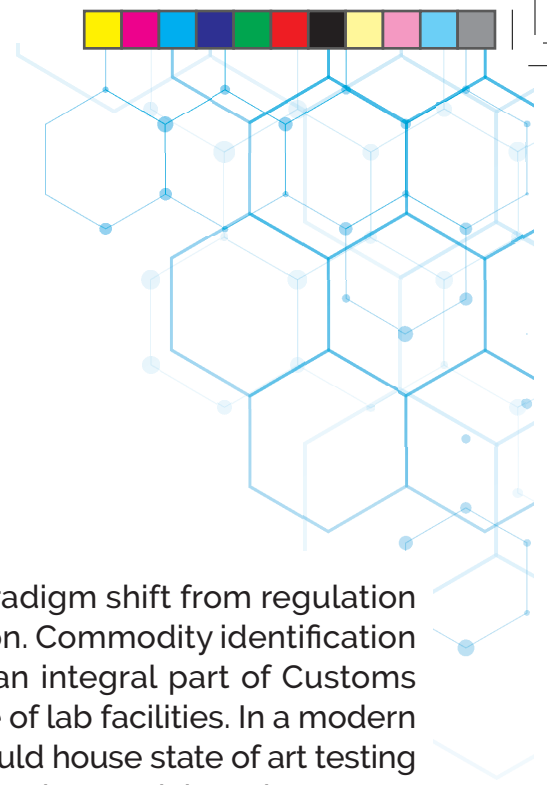 radigm shift from regulation
on. Commodity identification
an integral part of Customs
e of lab facilities. In a modern
uld house state of art testing